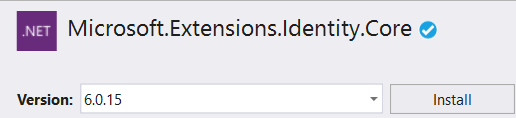 .NET Microsoft.Extensions.Identity.Core
Version: 6.0.15 Install